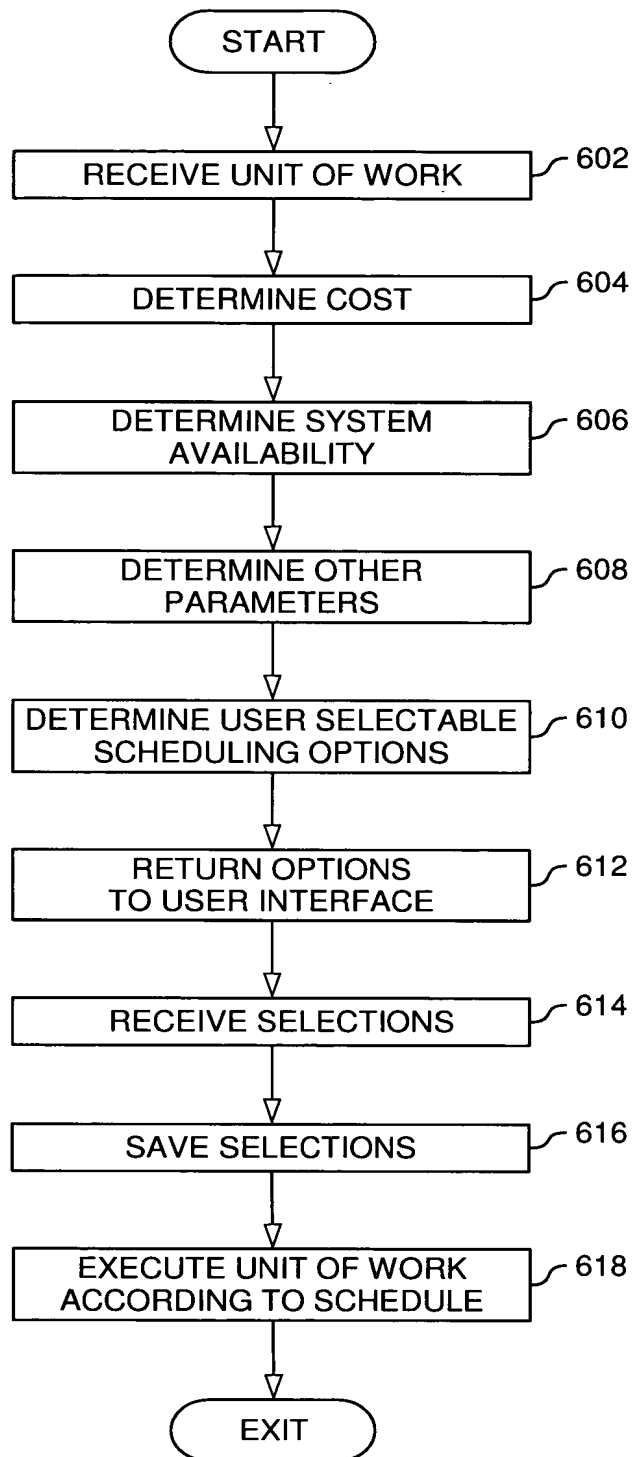 START
RECEIVE UNIT OF WORK
602
DETERMINE COST
604
DETERMINE SYSTEM
AVAILABILITY
606
DETERMINE OTHER
PARAMETERS
608
DETERMINE USER SELECTABLE
SCHEDULING OPTIONS
610
RETURN OPTIONS
TO USER INTERFACE
612
RECEIVE SELECTIONS
614
SAVE SELECTIONS
616
EXECUTE UNIT OF WORK
ACCORDING TO SCHEDULE
618
EXIT